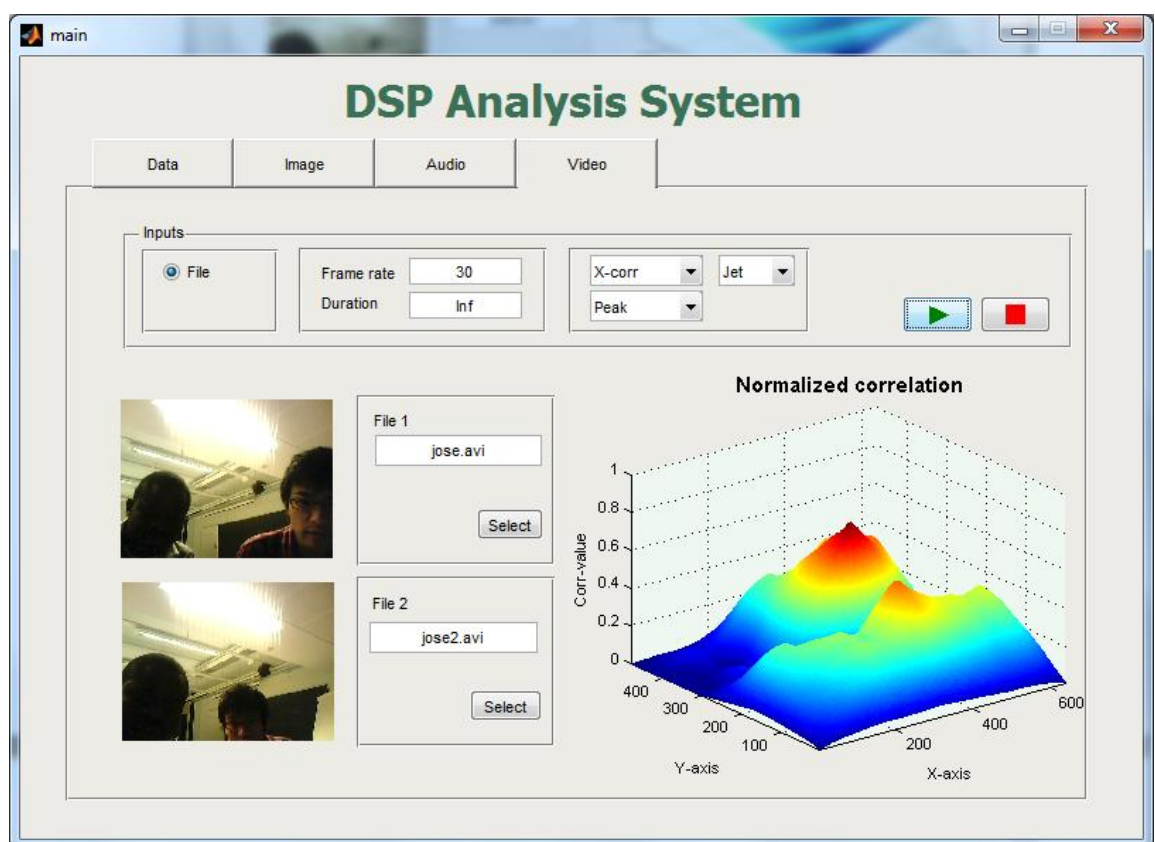 main
DSP Analysis System
Data Image Audio Video
Inputs
File
Frame rate 30
Duration Inf
X-corr Jet
Peak
File 1
jose.avi
Select
File 2
jose2.avi
Select
Normalized correlation
1
0.8
0.6
0.4
0.2
0
Corr-value
400
300
200
100
Y-axis
200
400
600
X-axis